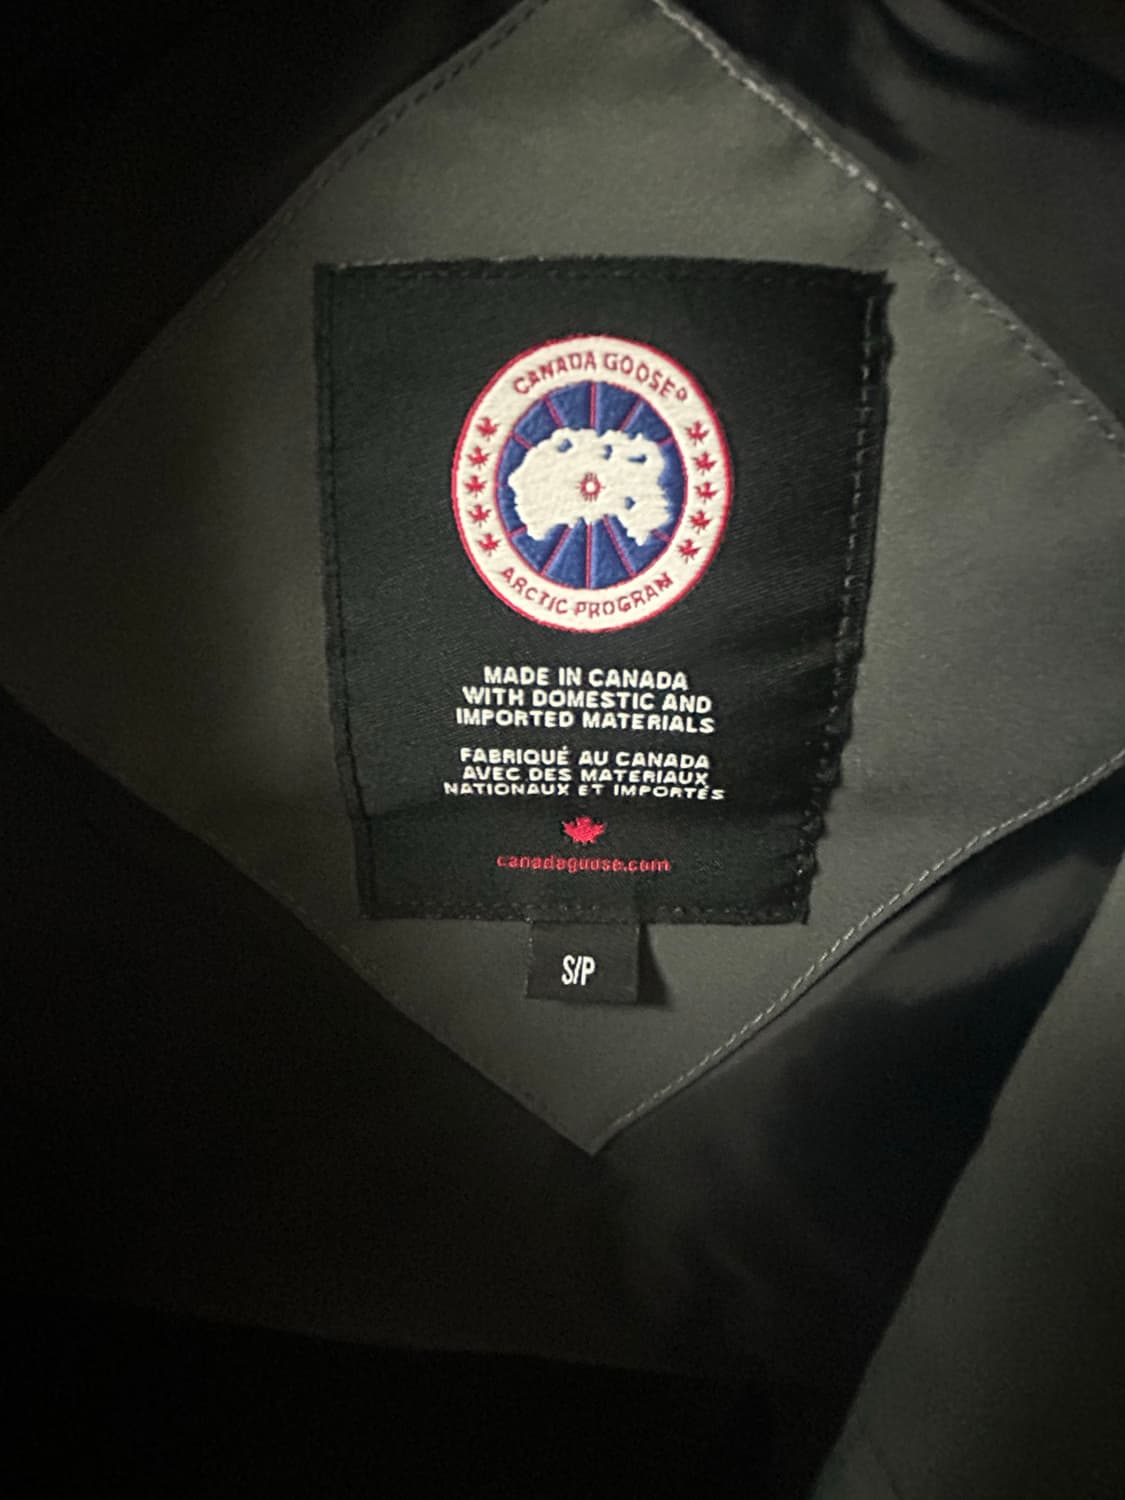 CANADA GOOSE®
ARCTIC PROGRAM
MADE IN CANADA
WITH DOMESTIC AND
IMPORTED MATERIALS
FABRIQUÉ AU CANADA
AVEC DES MATERIAUX
NATIONAUX ET IMPORTÉS
canadagoose.com
S/P